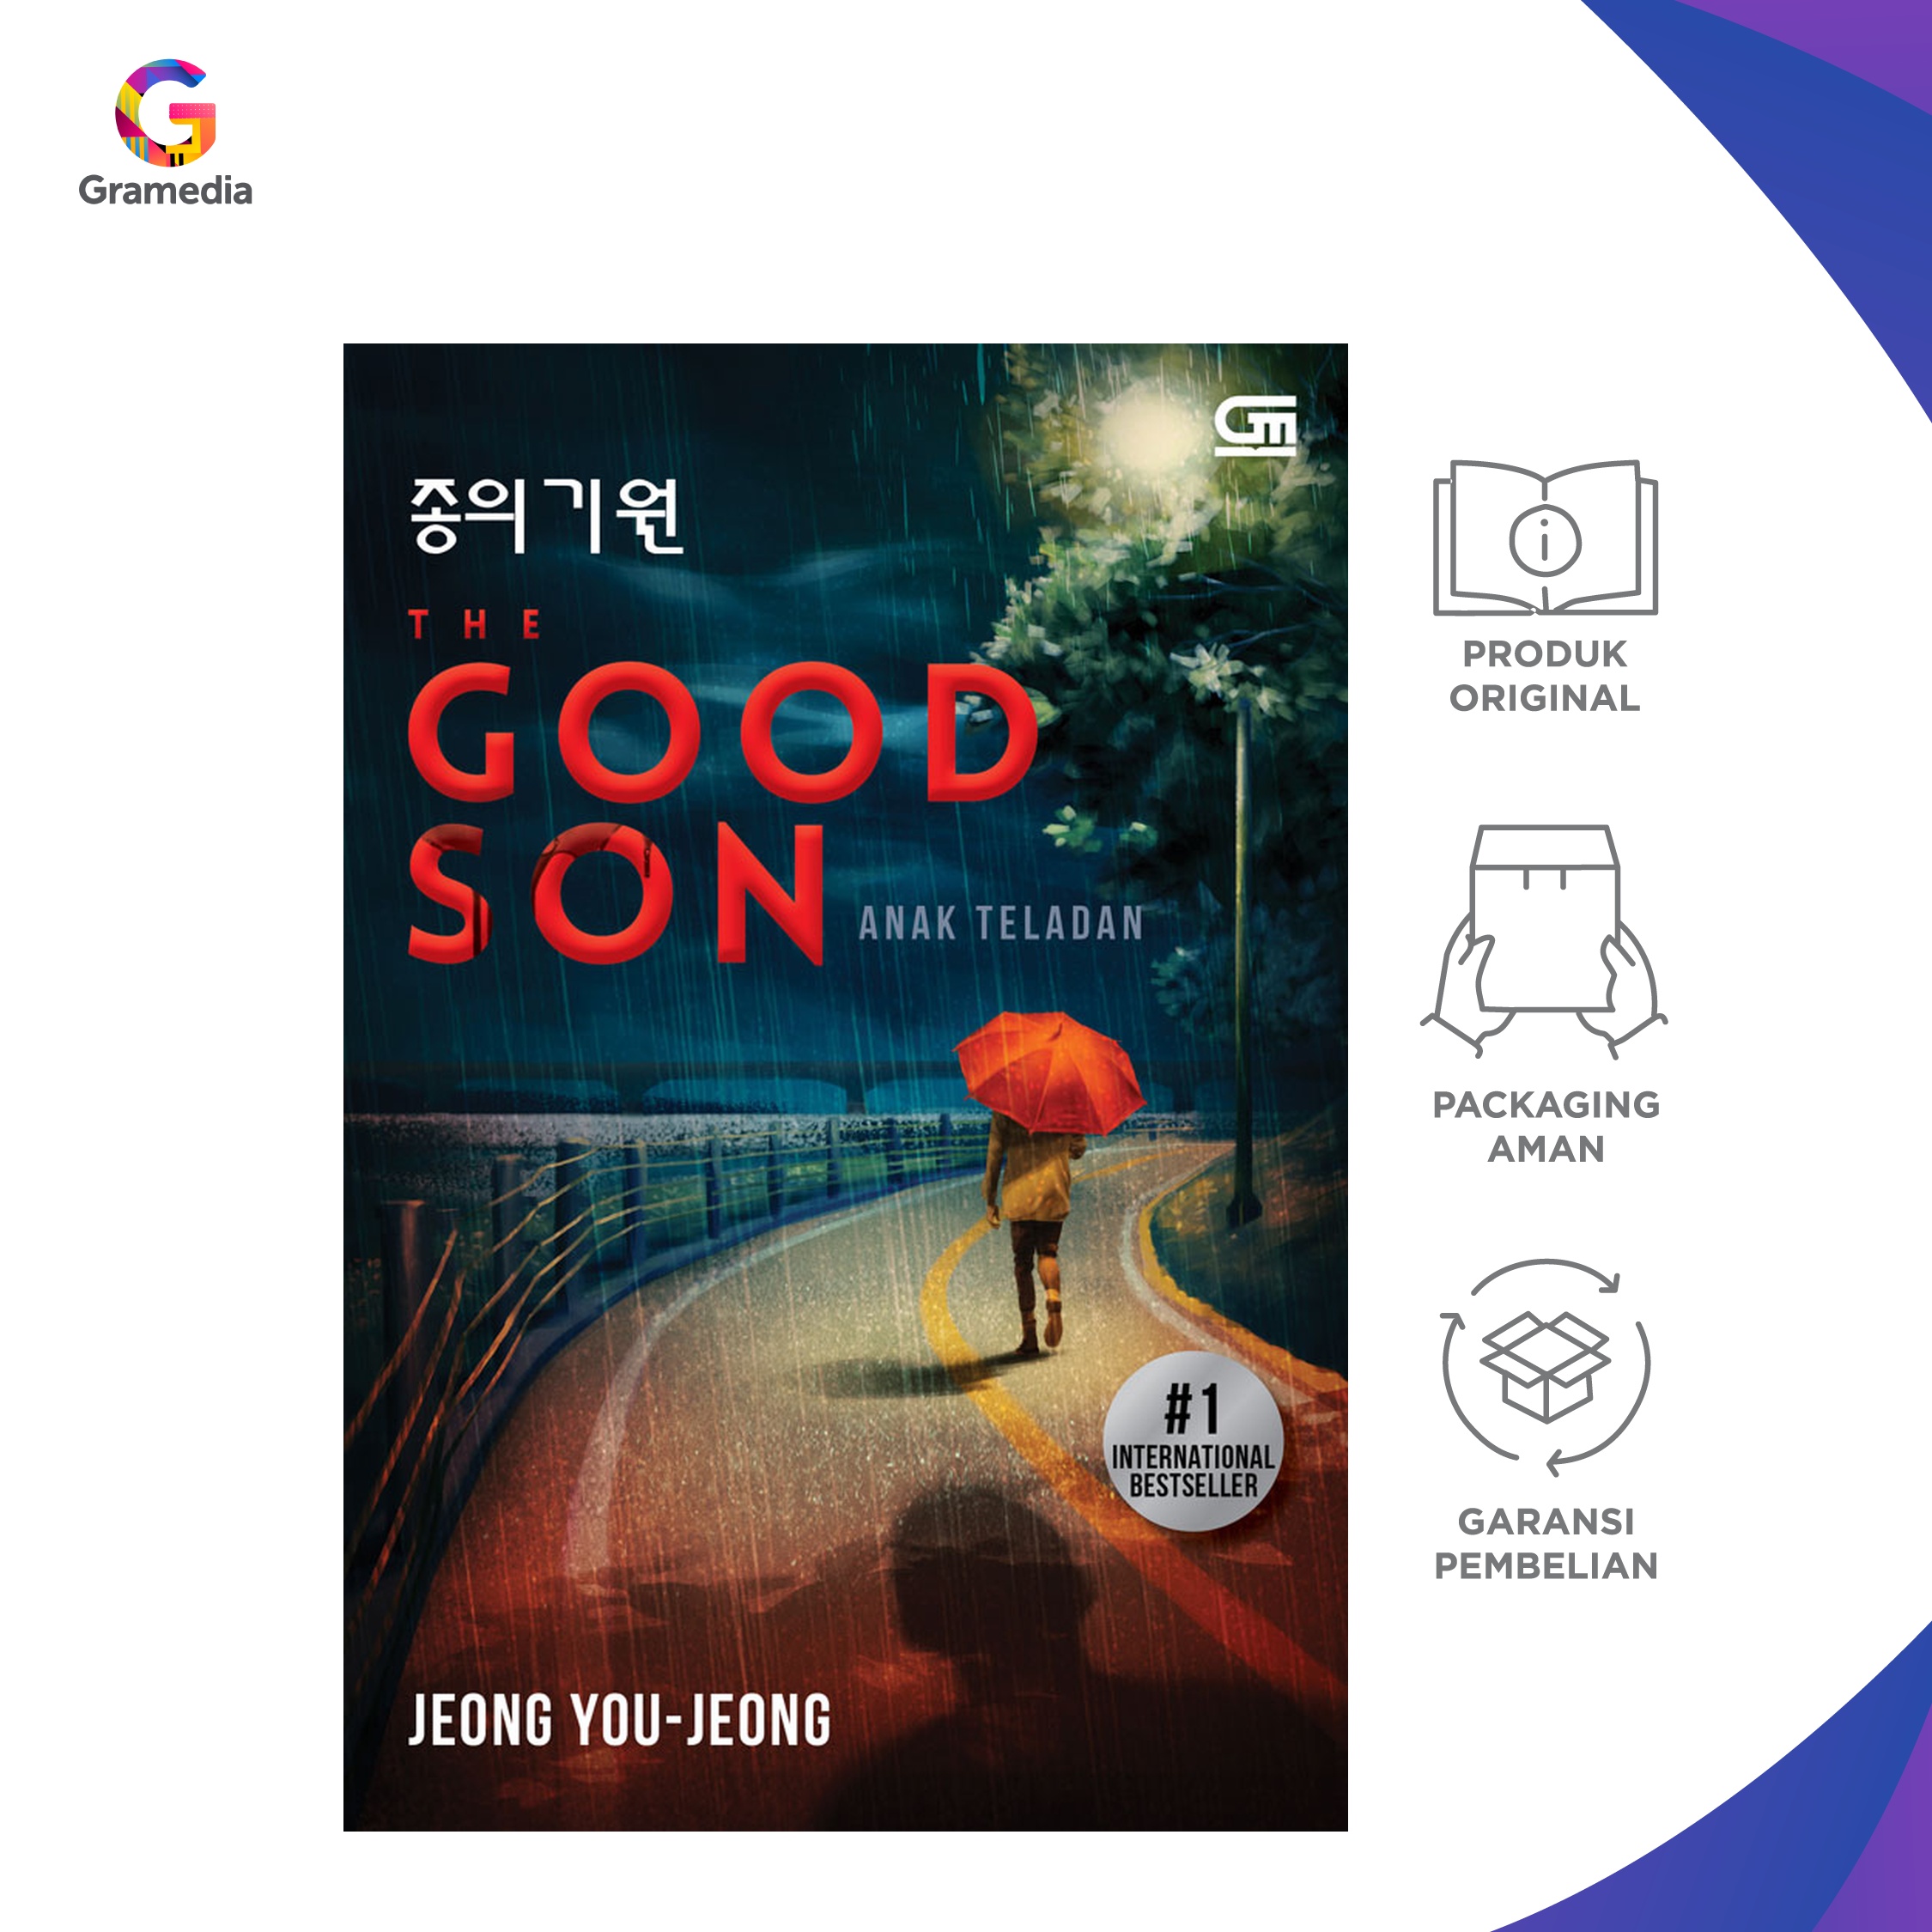 Gramedia
Gm
종의 기원
THE
GOOD
SON
ANAK TELADAN
#1
INTERNATIONAL
BESTSELLER
JEONG YOU-JEONG
PRODUK
ORIGINAL
PACKAGING
AMAN
GARANSI
PEMBELIAN